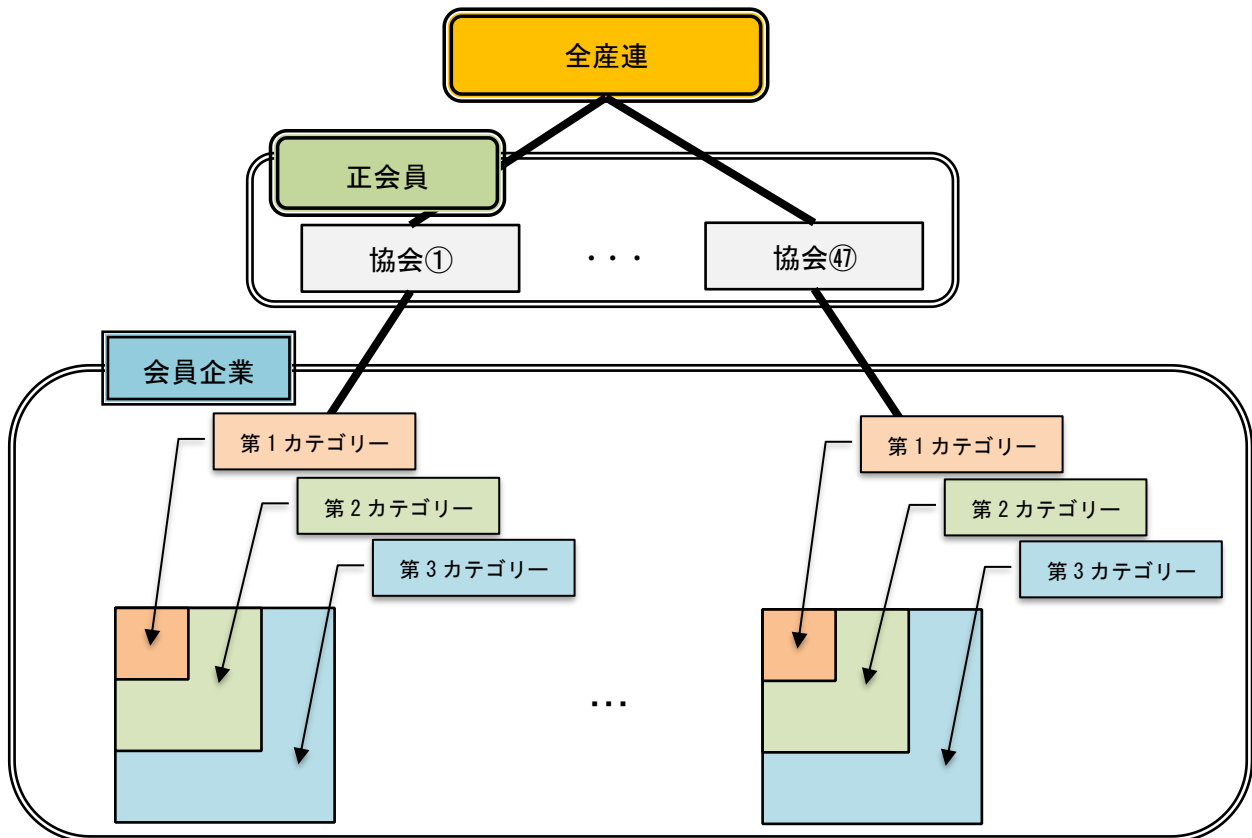 全産連
正会員
協会①
・・・
協会㊼
会員企業
第1カテゴリー
第2カテゴリー
第3カテゴリー
第1カテゴリー
第2カテゴリー
第3カテゴリー
…